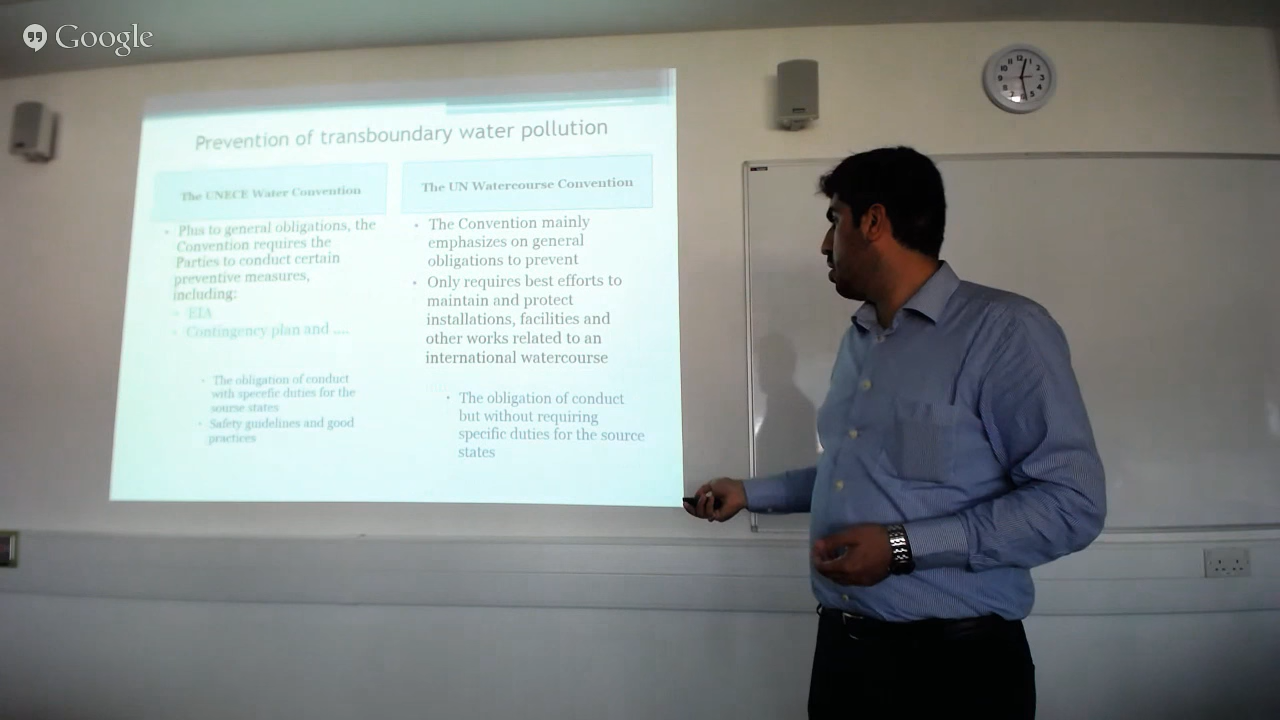 Google
Prevention of transboundary water pollution
The UNECE Water Convention
• Plus to general obligations, the
Convention requires the
Parties to conduct certain
preventive measures,
including:
• EIA
• Contingency plan and ....
• The obligation of conduct
with specefic duties for the
sourse states
• Safety guidelines and good
practices
The UN Watercourse Convention
• The Convention mainly
emphasizes on general
obligations to prevent
• Only requires best efforts to
maintain and protect
installations, facilities and
other works related to an
international watercourse
• The obligation of conduct
but without requiring
specific duties for the source
states